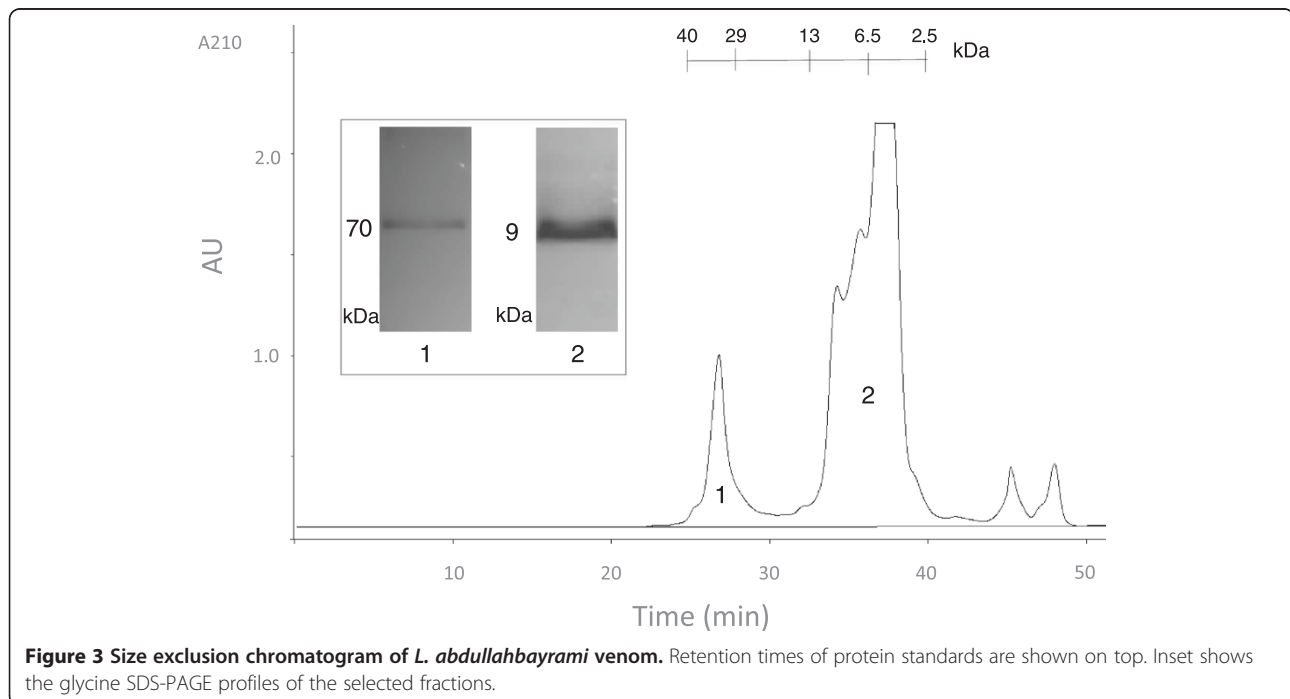 A210
40 29 13 6.5 2.5 kDa
2.0
1.0
AU
70
kDa
1
9
kDa
2
1
2
10 20 30 40 50
Time (min)
Figure 3 Size exclusion chromatogram of L. abdullahbayrami venom. Retention times of protein standards are shown on top. Inset shows
the glycine SDS-PAGE profiles of the selected fractions.